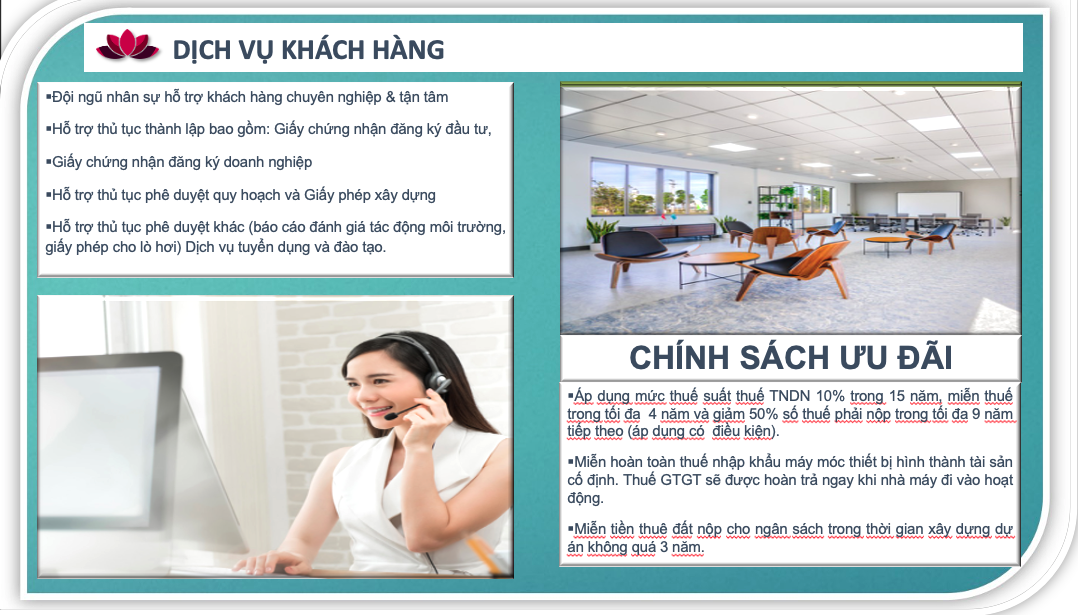 DỊCH VỤ KHÁCH HÀNG
▪Đội ngũ nhân sự hỗ trợ khách hàng chuyên nghiệp & tận tâm
▪Hỗ trợ thủ tục thành lập bao gồm: Giấy chứng nhận đăng ký đầu tư,
▪Giấy chứng nhận đăng ký doanh nghiệp
▪Hỗ trợ thủ tục phê duyệt quy hoạch và Giấy phép xây dựng
▪Hỗ trợ thủ tục phê duyệt khác (báo cáo đánh giá tác động môi trường,
giấy phép cho lò hơi) Dịch vụ tuyển dụng và đào tạo.
CHÍNH SÁCH ƯU ĐÃI
▪Áp dụng mức thuế suất thuế TNDN 10% trong 15 năm, miễn thuế
trong tối đa 4 năm và giảm 50% số thuế phải nộp trong tối đa 9 năm
tiếp theo (áp dụng có điều kiện).
▪Miễn hoàn toàn thuế nhập khẩu máy móc thiết bị hình thành tài sản
cố định. Thuế GTGT sẽ được hoàn trả ngay khi nhà máy đi vào hoạt
động.
▪Miễn tiền thuê đất nộp cho ngân sách trong thời gian xây dựng dự
án không quá 3 năm.